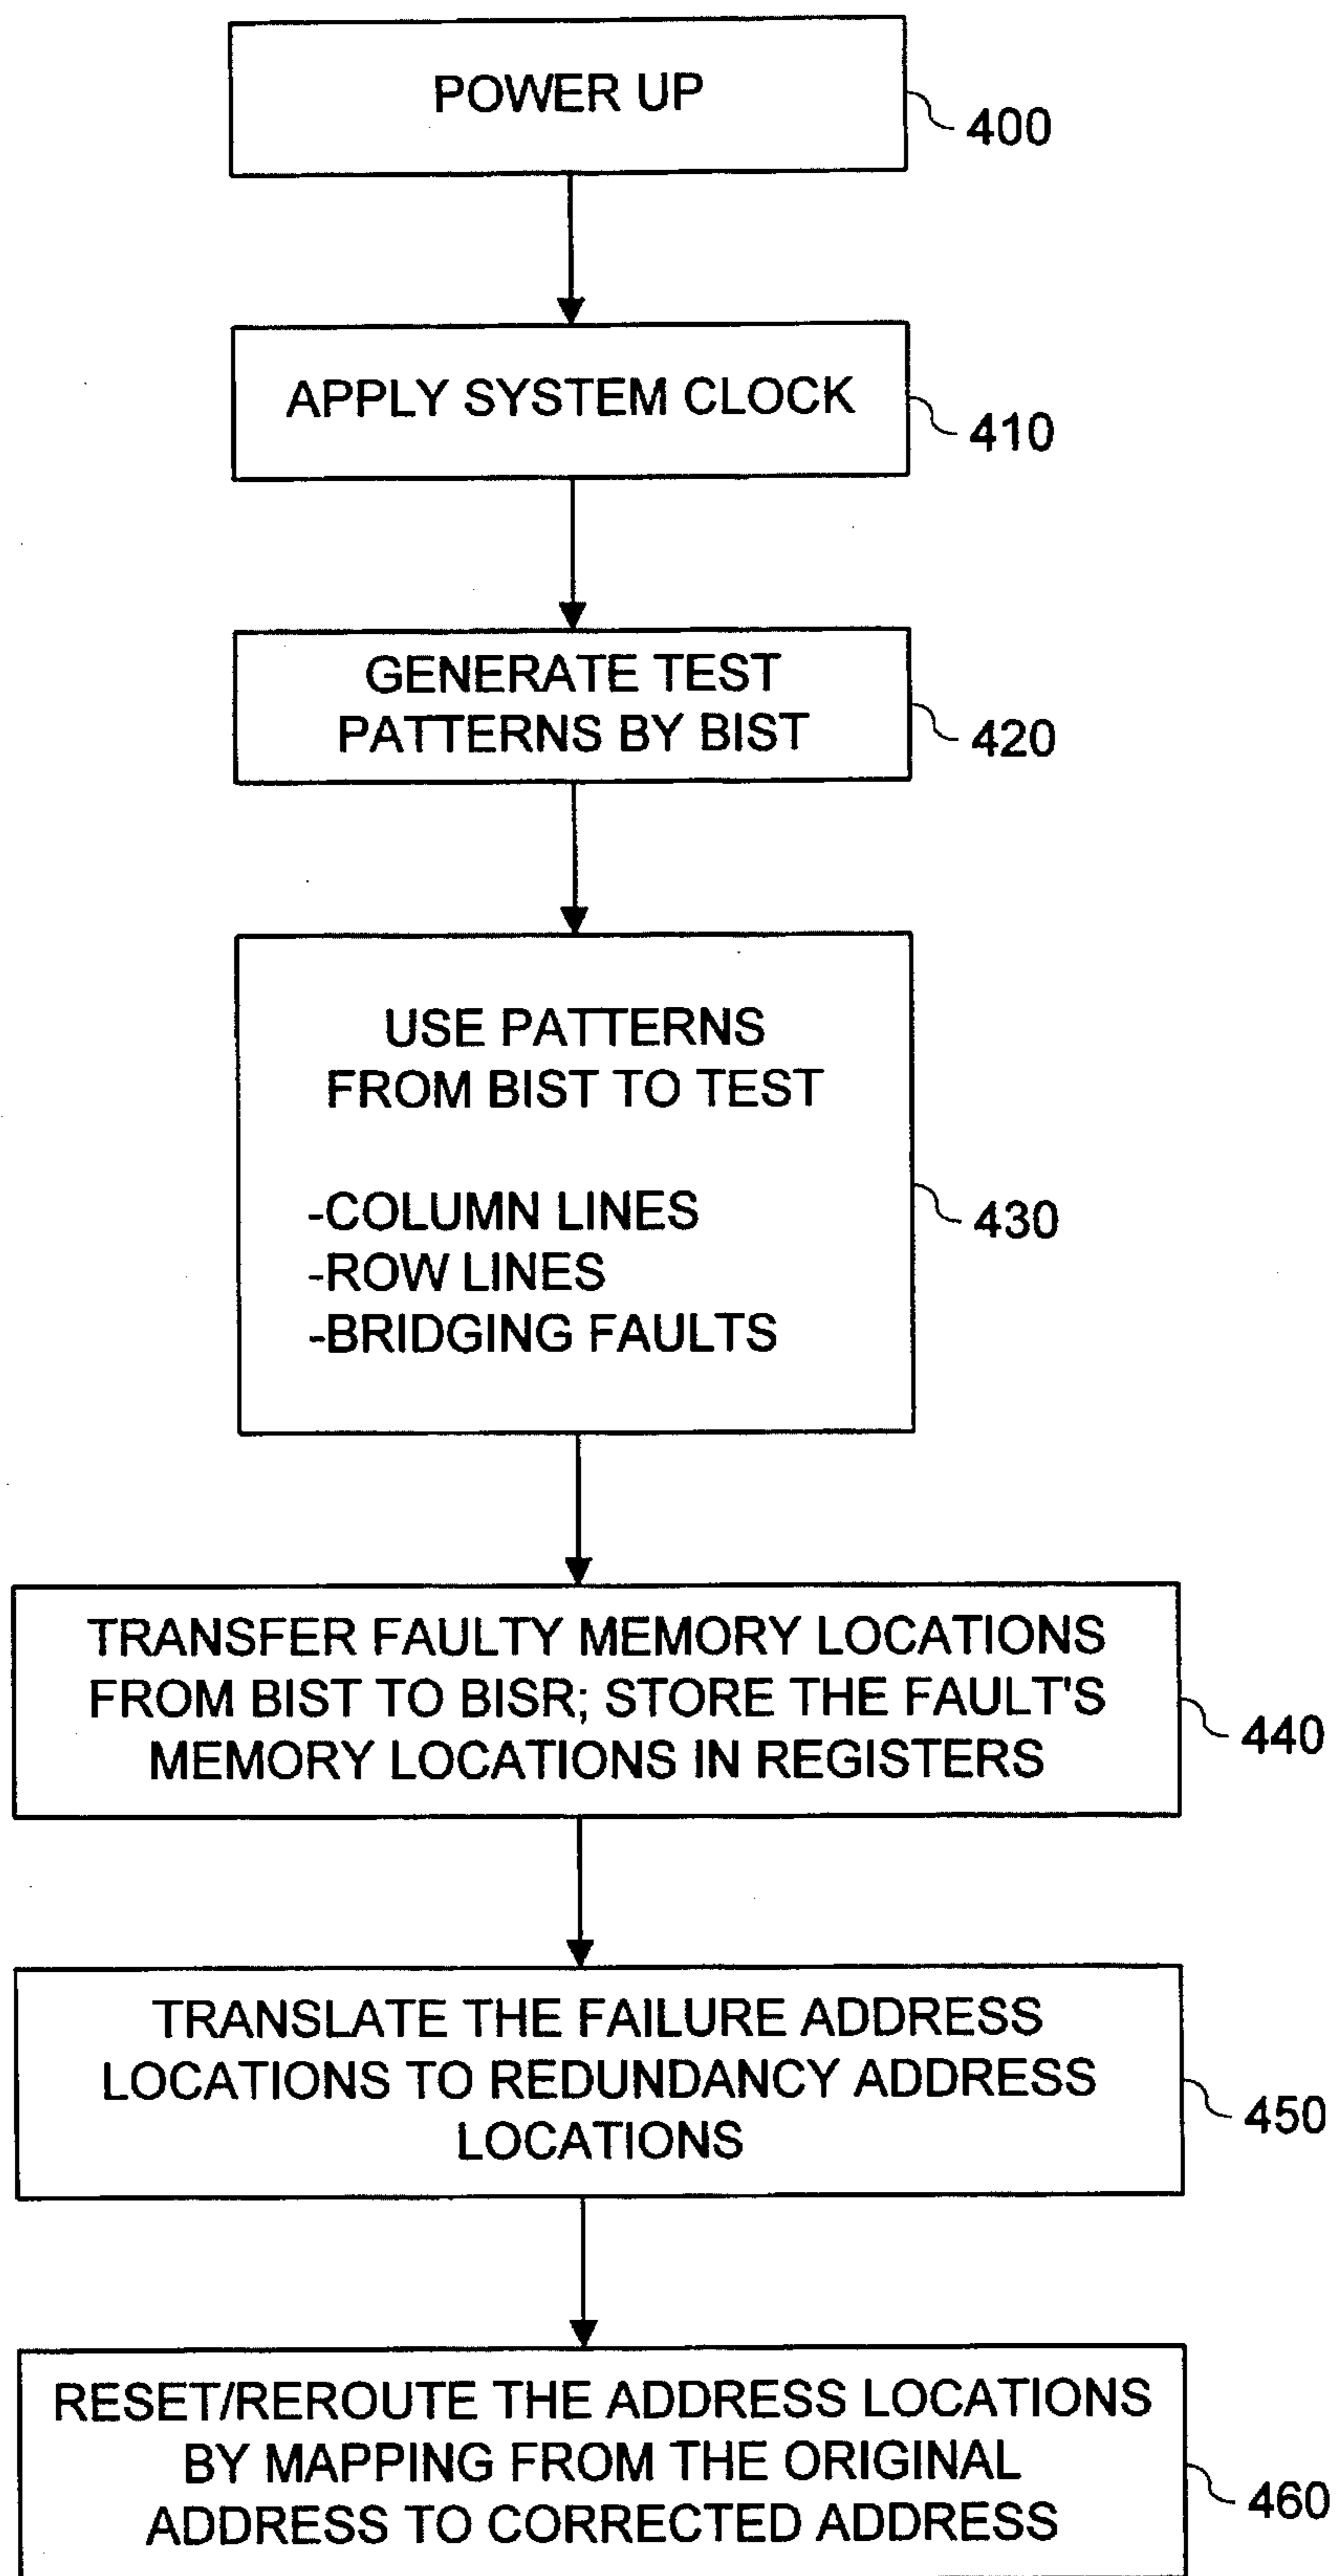 POWER UP
400
APPLY SYSTEM CLOCK
410
GENERATE TEST
PATTERNS BY BIST
420
USE PATTERNS
FROM BIST TO TEST
-COLUMN LINES
-ROW LINES
-BRIDGING FAULTS
430
TRANSFER FAULTY MEMORY LOCATIONS
FROM BIST TO BISR; STORE THE FAULT'S
MEMORY LOCATIONS IN REGISTERS
440
TRANSLATE THE FAILURE ADDRESS
LOCATIONS TO REDUNDANCY ADDRESS
LOCATIONS
450
RESET/REROUTE THE ADDRESS LOCATIONS
BY MAPPING FROM THE ORIGINAL
ADDRESS TO CORRECTED ADDRESS
460